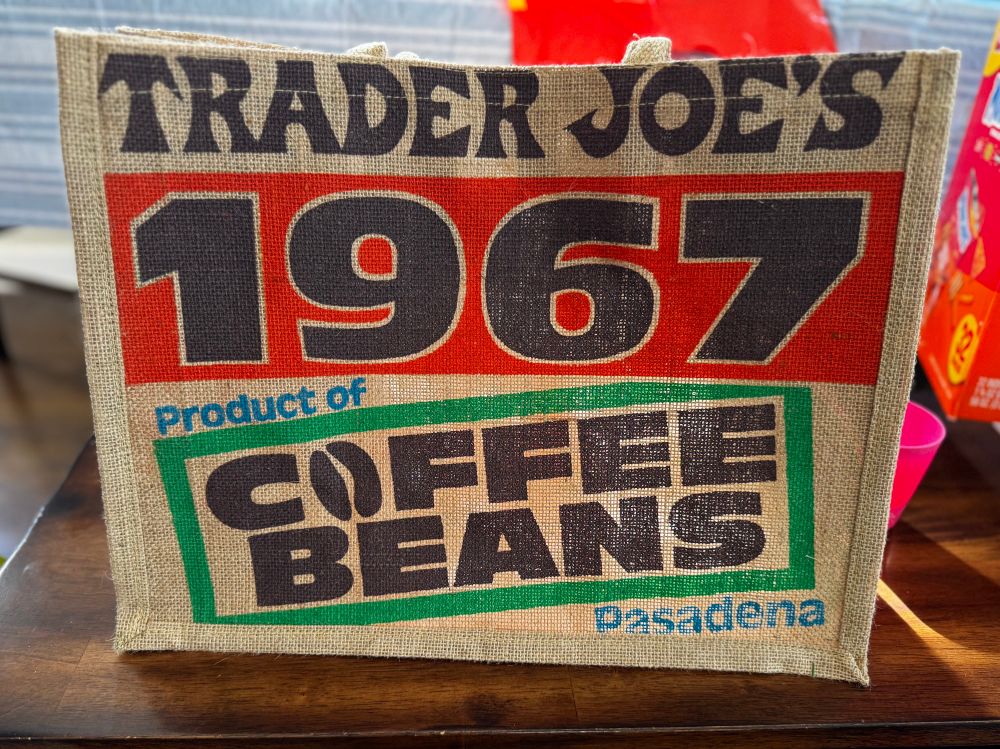 TRADER JOE'S
1967
Product of
COFFEE
BEANS
Pasadena